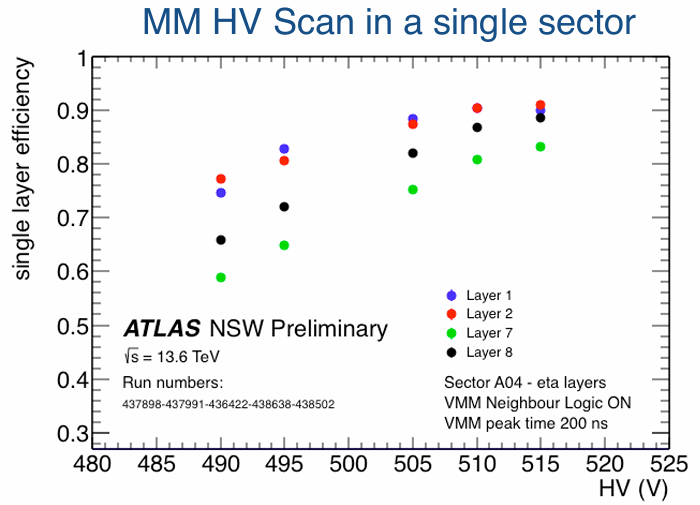 MM HV Scan in a single sector
single layer efficiency
1
0.9
0.8
0.7
0.6
0.5
0.4
0.3
Layer 1
Layer 2
Layer 7
Layer 8
ATLAS NSW Preliminary
√s = 13.6 TeV
Run numbers:
437898-437991-436422-438638-438502
Sector A04 - eta layers
VMM Neighbour Logic ON
VMM peak time 200 ns
480 485 490 495 500 505 510 515 520 525
HV (V)